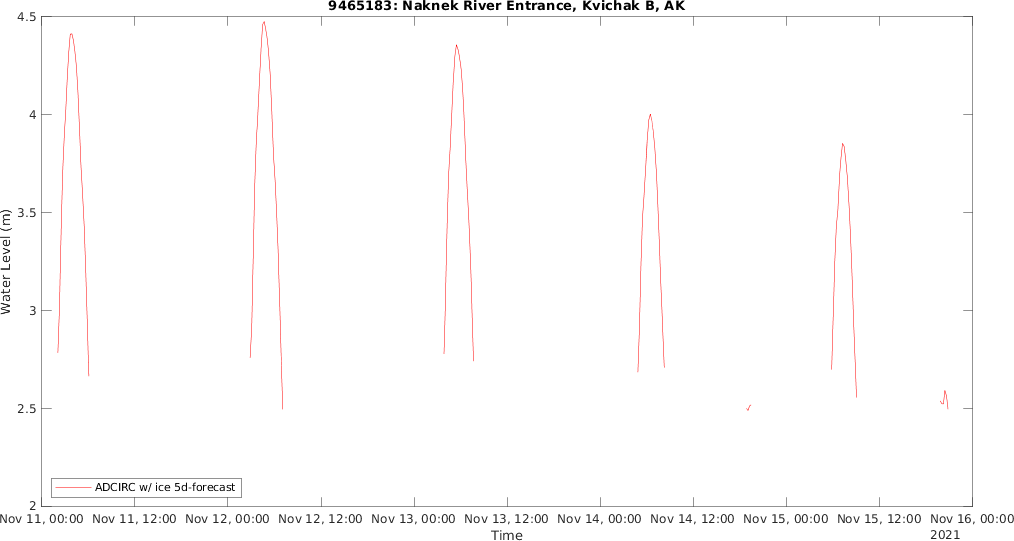 9465183: Naknek River Entrance, Kvichak B, AK
4.5
4
3.5
3
2.5
2
Water Level (m)
ADCIRC w/ ice 5d-forecast
Nov 11, 00:00 Nov 11, 12:00 Nov 12, 00:00 Nov 12, 12:00 Nov 13, 00:00 Nov 13, 12:00 Nov 14, 00:00 Nov 14, 12:00 Nov 15, 00:00 Nov 15, 12:00 Nov 16, 00:00
Time
2021